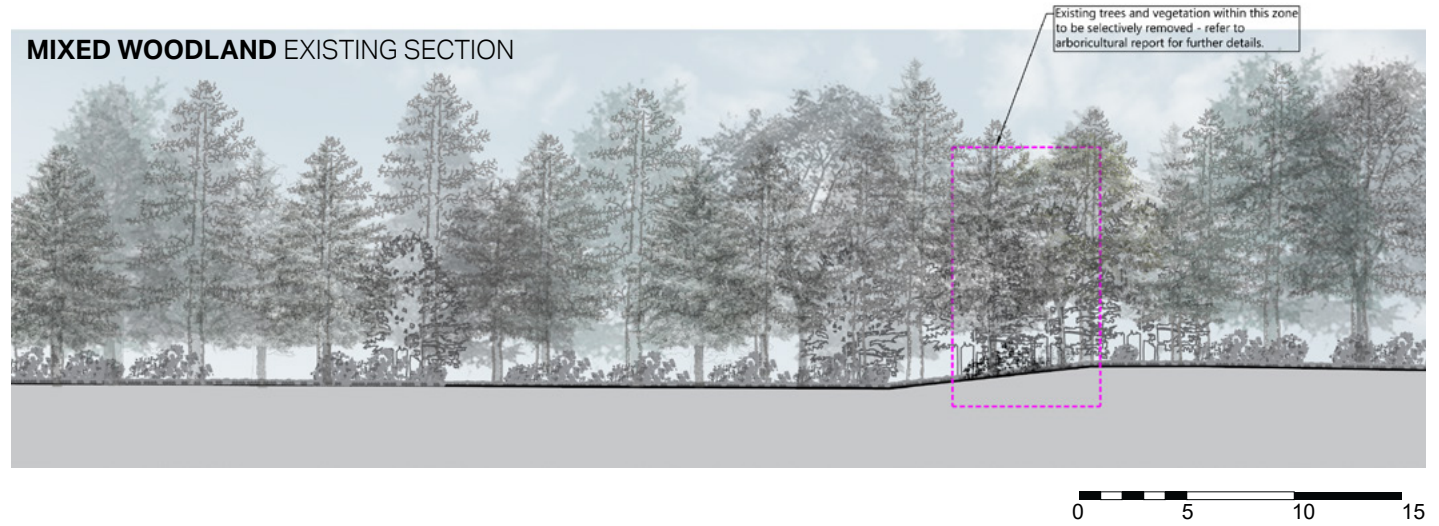 Existing trees and vegetation within this zone
to be selectively removed - refer to
arboricultural report for further details.
MIXED WOODLAND EXISTING SECTION
0 5 10 15